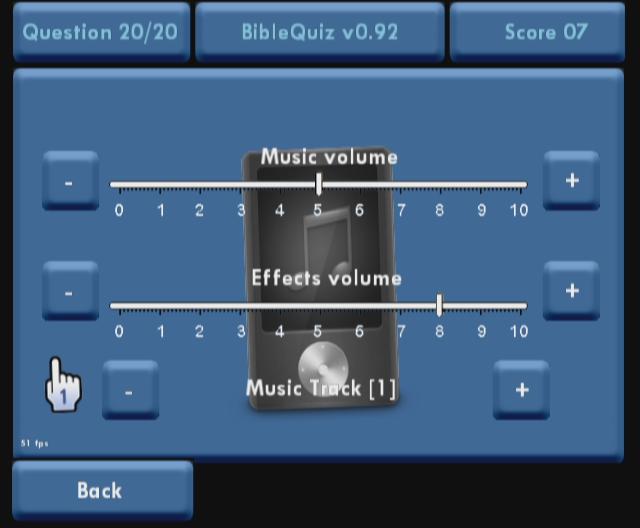 Question 20/20 BibleQuiz v0.92 Score 07
Music volume
- +
0 1 2 3 4 5 6 7 8 9 10
Effects volume
- +
0 1 2 3 4 5 6 7 8 9 10
1 - Music Track [1] +
51 fps
Back